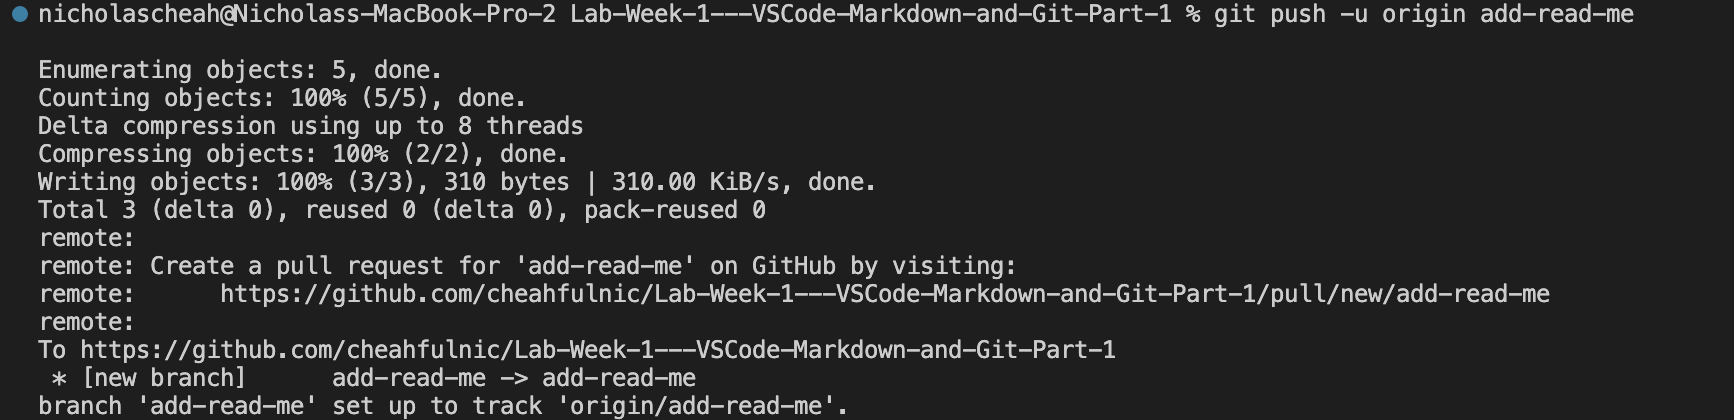 nicholascheah@Nicholass-MacBook-Pro-2 Lab-Week-1---VSCode-Markdown-and-Git-Part-1 % git push -u origin add-read-me
Enumerating objects: 5, done.
Counting objects: 100% (5/5), done.
Delta compression using up to 8 threads
Compressing objects: 100% (2/2), done.
Writing objects: 100% (3/3), 310 bytes | 310.00 KiB/s, done.
Total 3 (delta 0), reused 0 (delta 0), pack-reused 0
remote:
remote: Create a pull request for 'add-read-me' on GitHub by visiting:
remote:      https://github.com/cheahfulnic/Lab-Week-1---VSCode-Markdown-and-Git-Part-1/pull/new/add-read-me
remote:
To https://github.com/cheahfulnic/Lab-Week-1---VSCode-Markdown-and-Git-Part-1
 * [new branch]      add-read-me -> add-read-me
branch 'add-read-me' set up to track 'origin/add-read-me'.